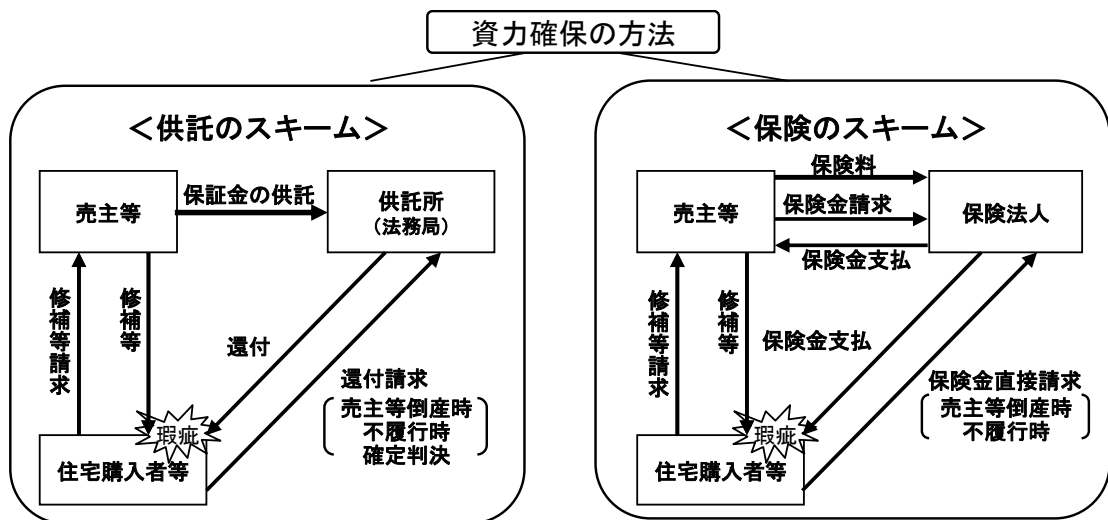 資力確保の方法
＜供託のスキーム＞
売主等
保証金の供託
供託所
（法務局）
修補等請求
修補等
還付
還付請求
売主等倒産時
不履行時
確定判決
瑕疵
住宅購入者等
＜保険のスキーム＞
売主等
保険料
保険金請求
保険金支払
保険法人
修補等請求
修補等
保険金支払
保険金直接請求
売主等倒産時
不履行時
瑕疵
住宅購入者等